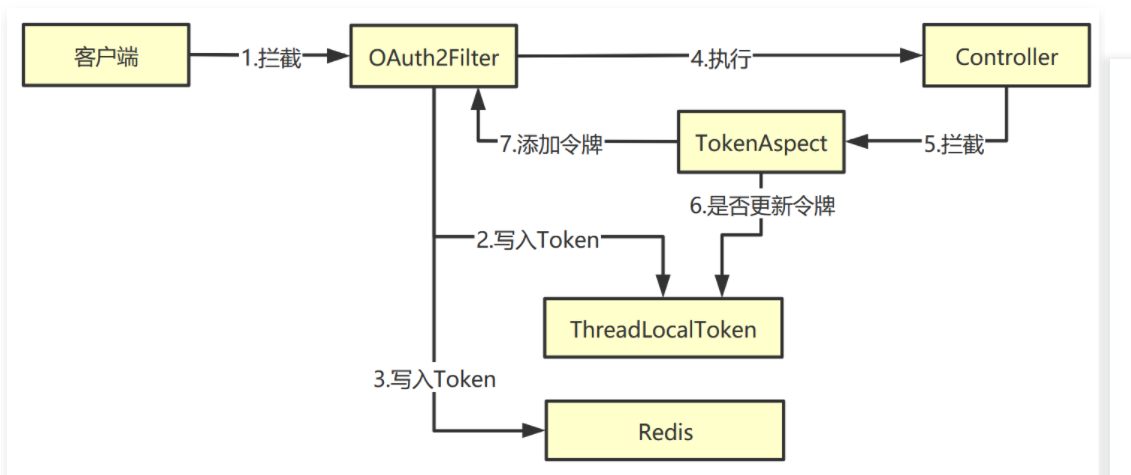 客户端
1.拦截
OAuth2Filter
4.执行
Controller
7.添加令牌
TokenAspect
5.拦截
6.是否更新令牌
2.写入Token
ThreadLocalToken
3.写入Token
Redis